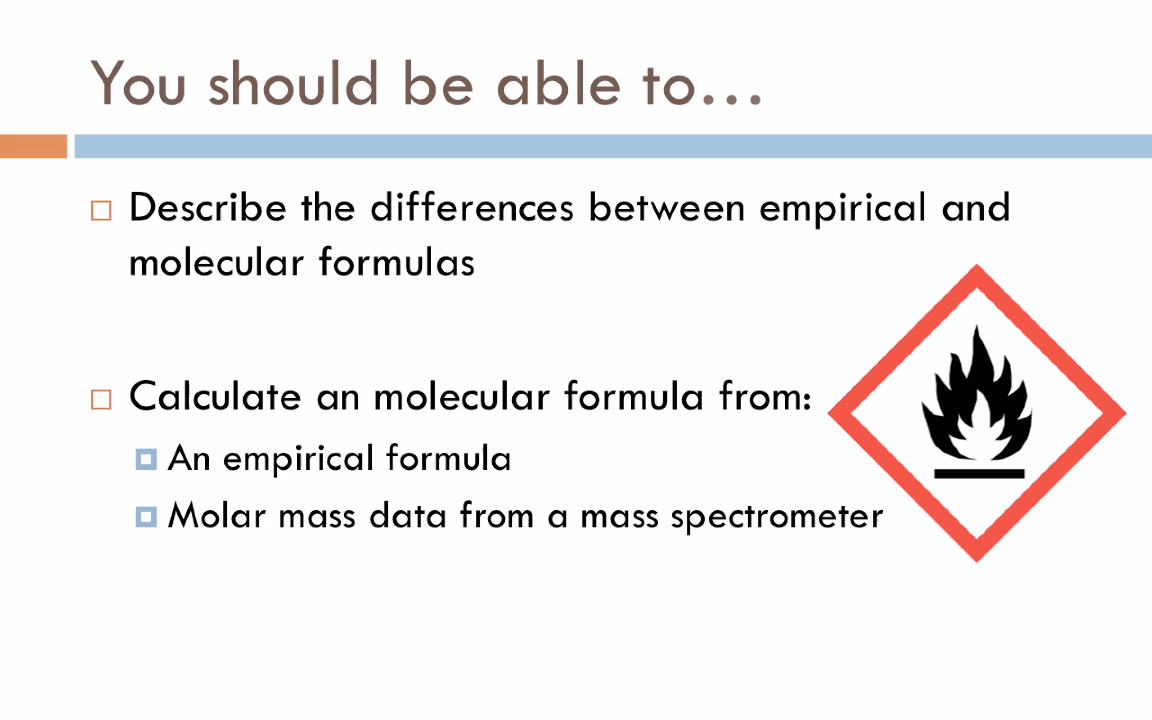 You should be able to…
Describe the differences between empirical and
molecular formulas
Calculate an molecular formula from:
An empirical formula
Molar mass data from a mass spectrometer